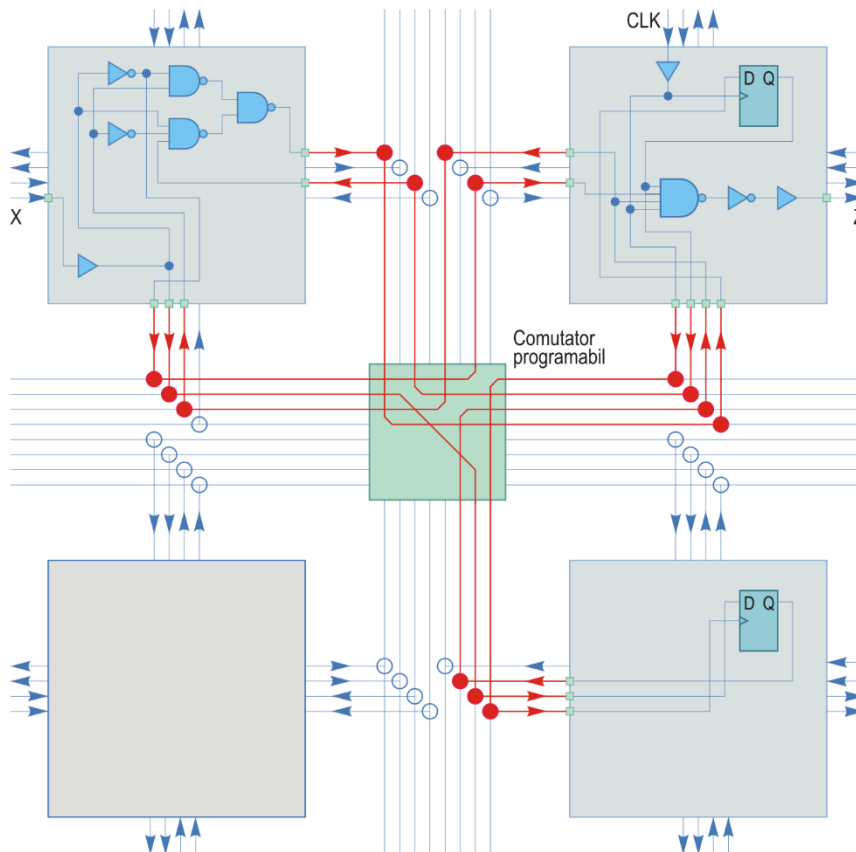 CLK
D Q
X
Z
Comutator
programabil
D Q